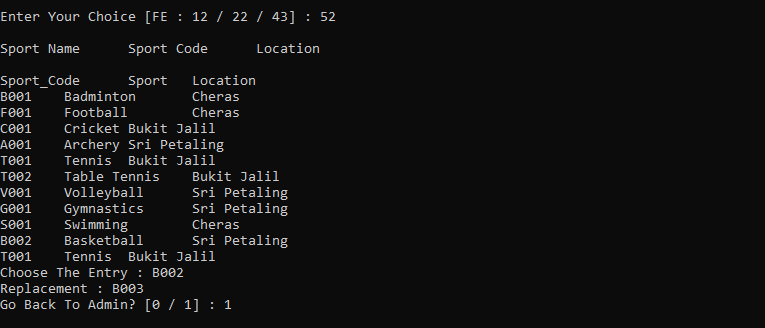 Enter Your Choice [FE : 12 / 22 / 43] : 52
Sport Name Sport Code Location
Sport_Code Sport Location
B001 Badminton Cheras
F001 Football Cheras
C001 Cricket Bukit Jalil
A001 Archery Sri Petaling
T001 Tennis Bukit Jalil
T002 Table Tennis Bukit Jalil
V001 Volleyball Sri Petaling
G001 Gymnastics Sri Petaling
S001 Swimming Cheras
B002 Basketball Sri Petaling
T001 Tennis Bukit Jalil
Choose The Entry : B002
Replacement : B003
Go Back To Admin? [0 / 1] : 1